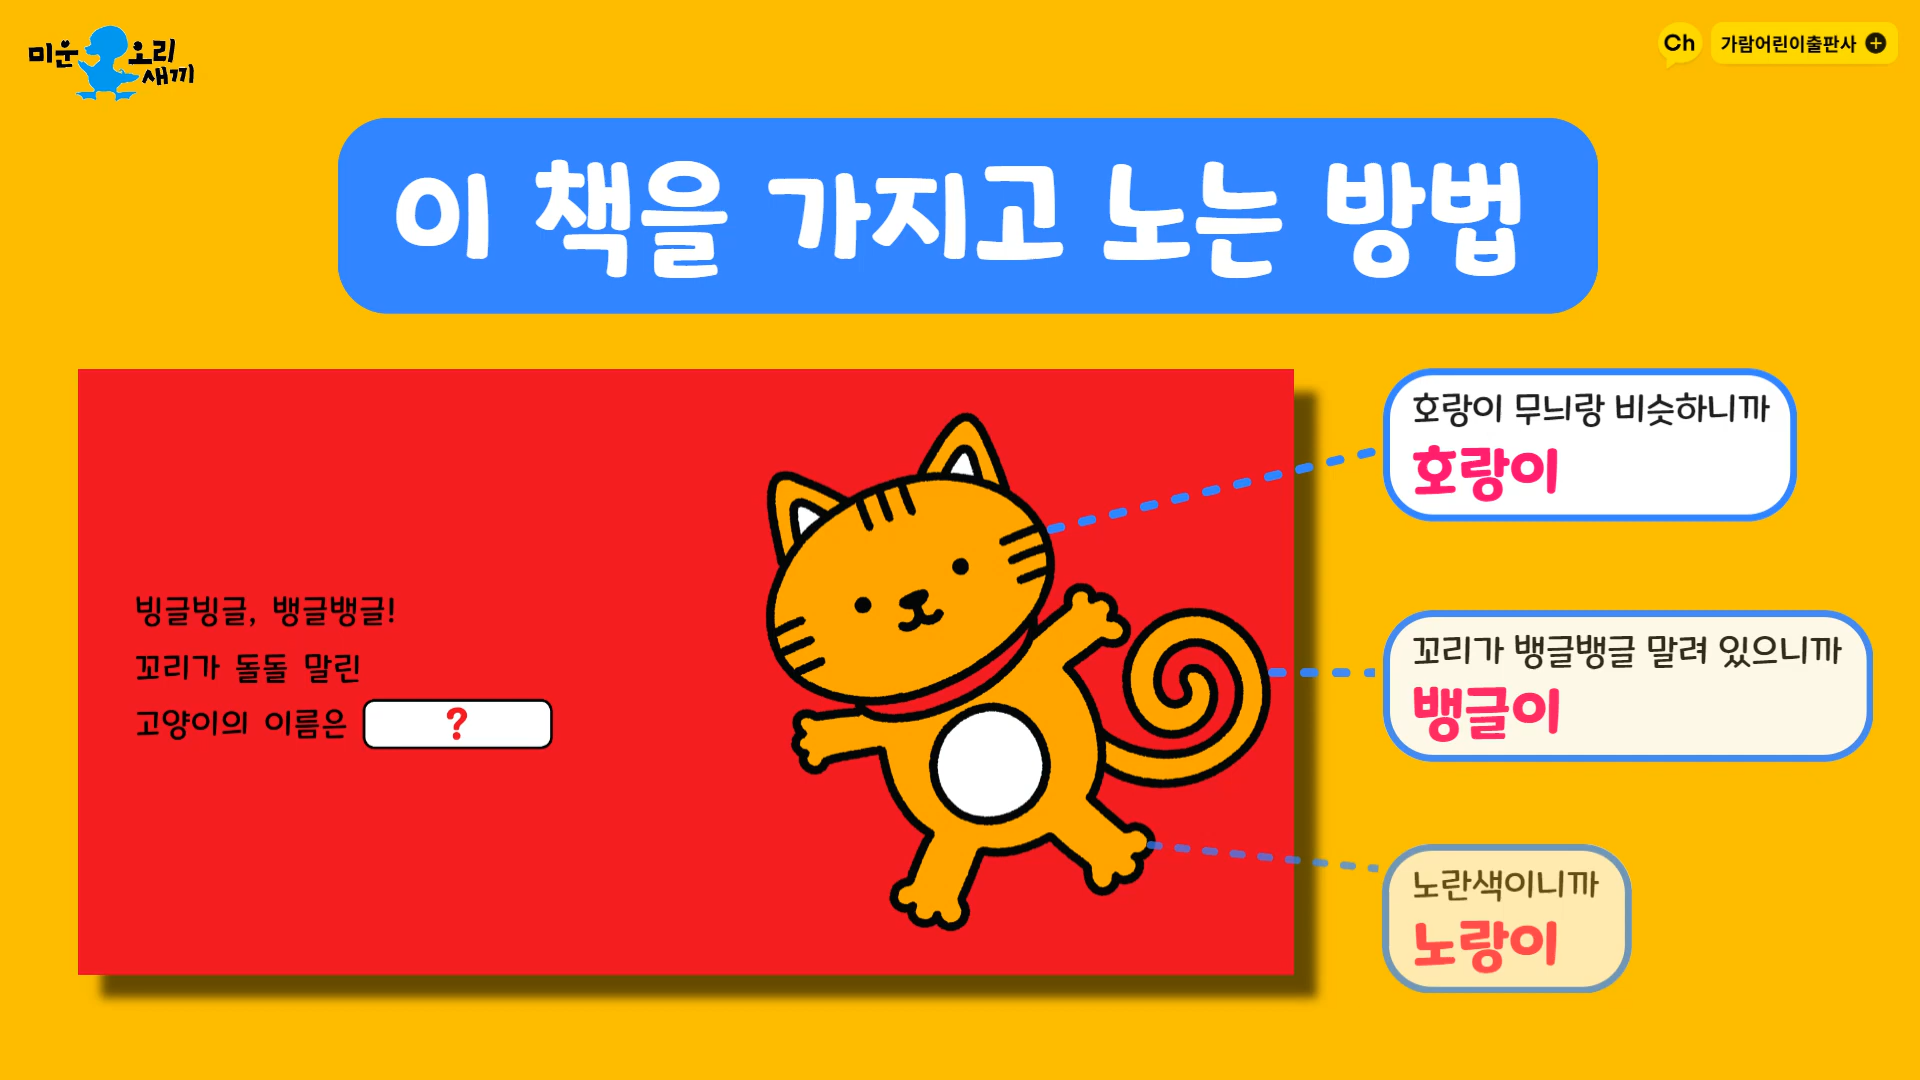 미운 오리
새끼
Ch 가람어린이출판사
이 책을 가지고 노는 방법
빙글빙글, 뱅글뱅글!
꼬리가 돌돌 말린
고양이의 이름은 ?
호랑이 무늬랑 비슷하니까
호랑이
꼬리가 뱅글뱅글 말려 있으니까
뱅글이
노란색이니까
노랑이